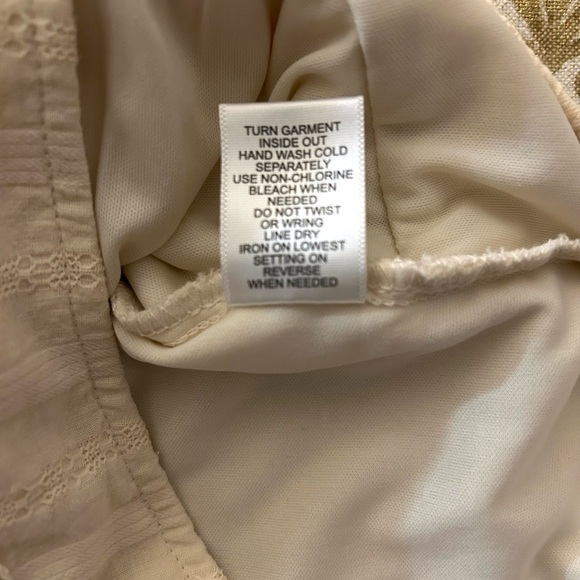 TURN GARMENT
INSIDE OUT
HAND WASH COLD
SEPARATELY
USE NON-CHLORINE
BLEACH WHEN
NEEDED
DO NOT TWIST
OR WRING
LINE DRY
IRON ON LOWEST
SETTING ON
REVERSE
WHEN NEEDED